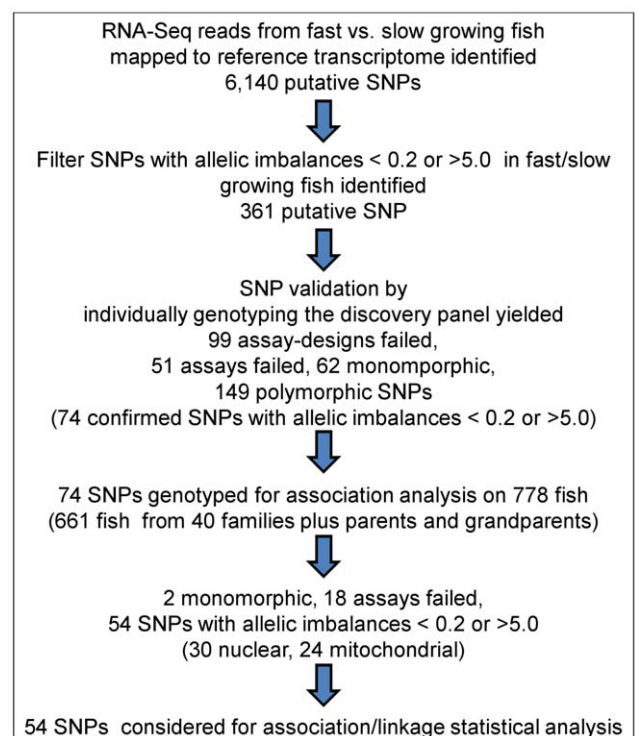 RNA-Seq reads from fast vs. slow growing fish
mapped to reference transcriptome identified
6,140 putative SNPs
Filter SNPs with allelic imbalances < 0.2 or >5.0 in fast/slow
growing fish identified
361 putative SNP
SNP validation by
individually genotyping the discovery panel yielded
99 assay-designs failed,
51 assays failed, 62 monomporphic,
149 polymorphic SNPs
(74 confirmed SNPs with allelic imbalances < 0.2 or >5.0)
74 SNPs genotyped for association analysis on 778 fish
(661 fish from 40 families plus parents and grandparents)
2 monomorphic, 18 assays failed,
54 SNPs with allelic imbalances < 0.2 or >5.0
(30 nuclear, 24 mitochondrial)
54 SNPs considered for association/linkage statistical analysis